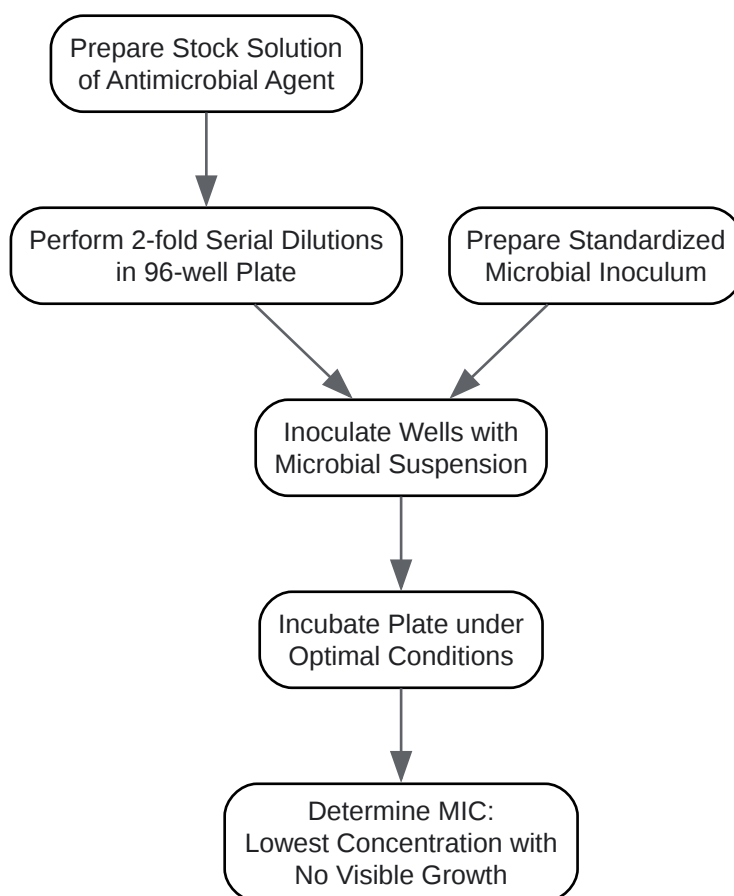 Prepare Stock Solution
of Antimicrobial Agent
Perform 2-fold Serial Dilutions
in 96-well Plate
Prepare Standardized
Microbial Inoculum
Inoculate Wells with
Microbial Suspension
Incubate Plate under
Optimal Conditions
Determine MIC:
Lowest Concentration with
No Visible Growth